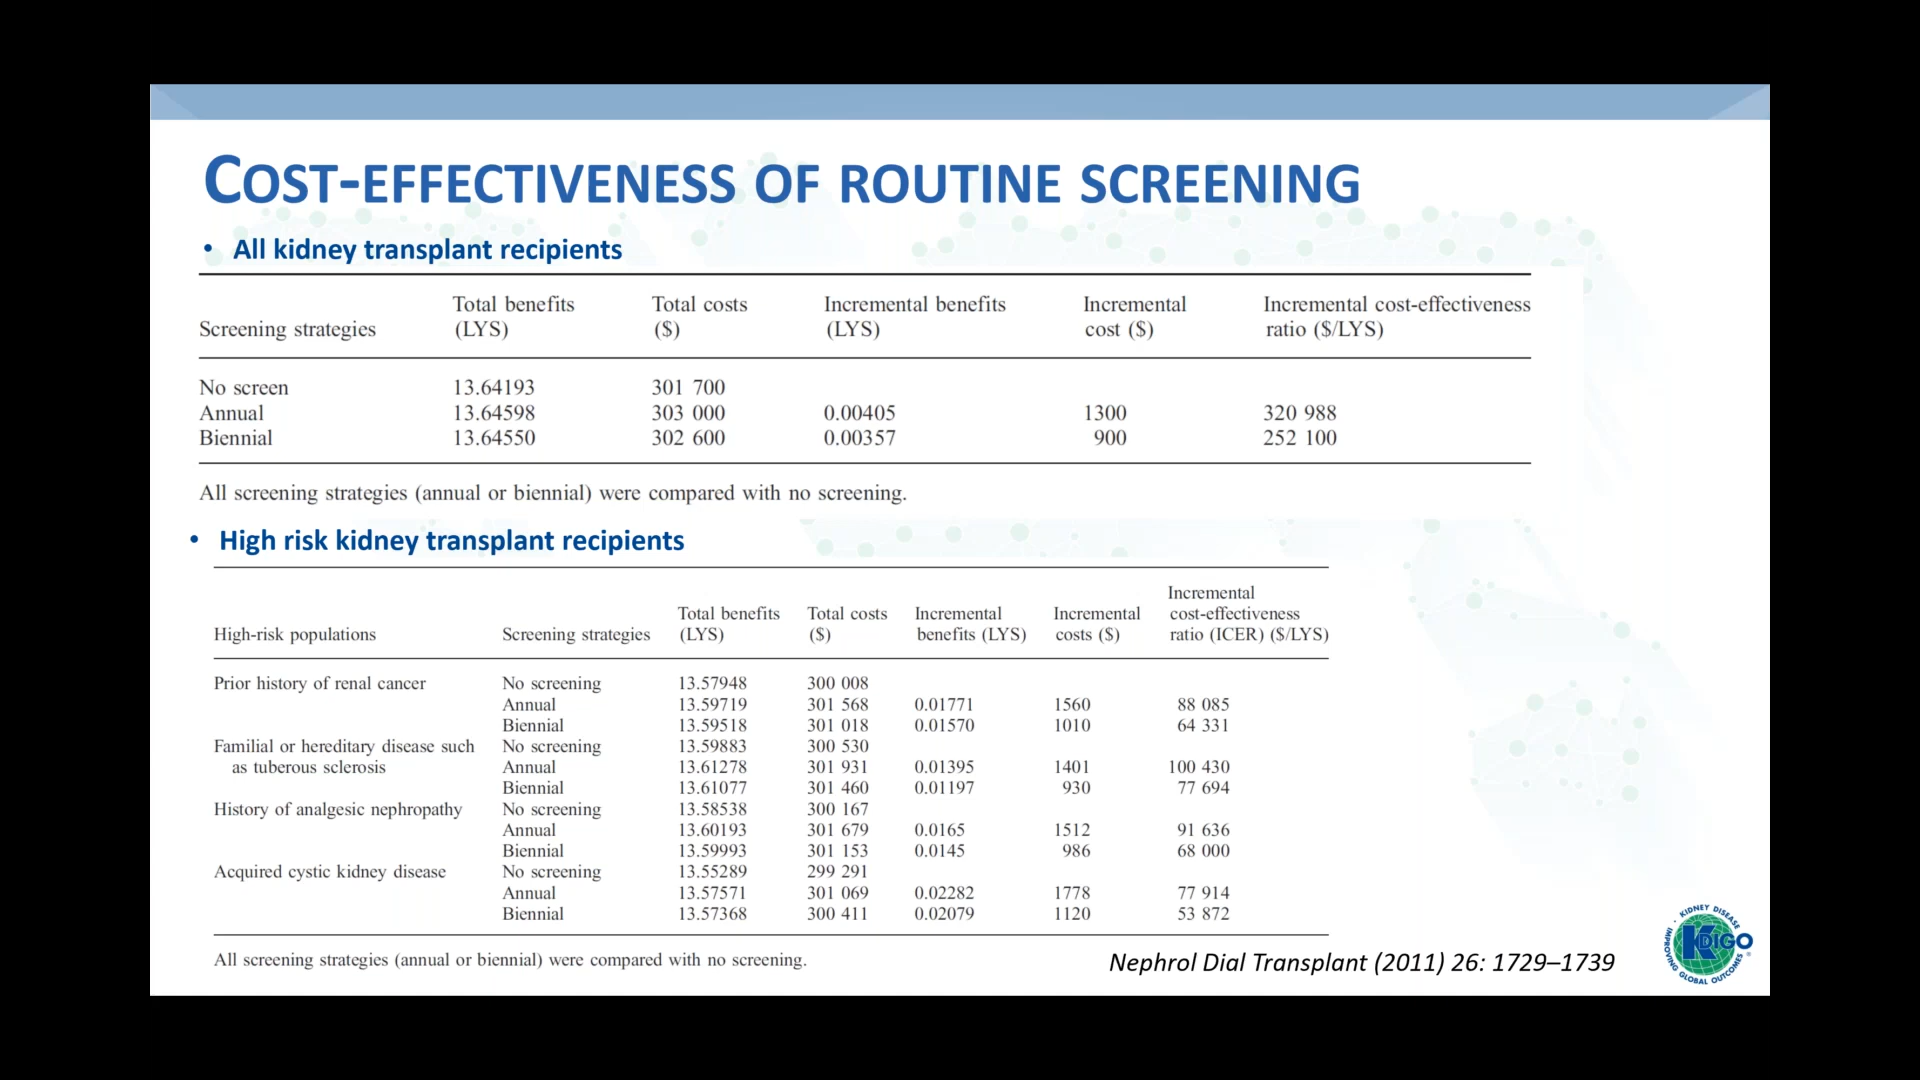 COST-EFFECTIVENESS OF ROUTINE SCREENING
• All kidney transplant recipients
Screening strategies Total benefits (LYS) Total costs ($) Incremental benefits (LYS) Incremental cost ($) Incremental cost-effectiveness ratio ($/LYS)
No screen 13.64193 301 700
Annual 13.64598 303 000 0.00405 1300 320 988
Biennial 13.64550 302 600 0.00357 900 252 100
All screening strategies (annual or biennial) were compared with no screening.
• High risk kidney transplant recipients
High-risk populations Screening strategies Total benefits (LYS) Total costs ($) Incremental benefits (LYS) Incremental costs ($) Incremental cost-effectiveness ratio (ICER) ($/LYS)
Prior history of renal cancer No screening 13.57948 300 008
Annual 13.59719 301 568 0.01771 1560 88 085
Biennial 13.59518 301 018 0.01570 1010 64 331
Familial or hereditary disease such No screening 13.59883 300 530
as tuberous sclerosis Annual 13.61278 301 931 0.01395 1401 100 430
Biennial 13.61077 301 460 0.01197 930 77 694
History of analgesic nephropathy No screening 13.58538 300 167
Annual 13.60193 301 679 0.0165 1512 91 636
Biennial 13.59993 301 153 0.0145 986 68 000
Acquired cystic kidney disease No screening 13.55289 299 291
Annual 13.57571 301 069 0.02282 1778 77 914
Biennial 13.57368 300 411 0.02079 1120 53 872
All screening strategies (annual or biennial) were compared with no screening.
Nephrol Dial Transplant (2011) 26: 1729–1739
KIDNEY DISEASE
KDIGO
IMPROVING GLOBAL OUTCOMES